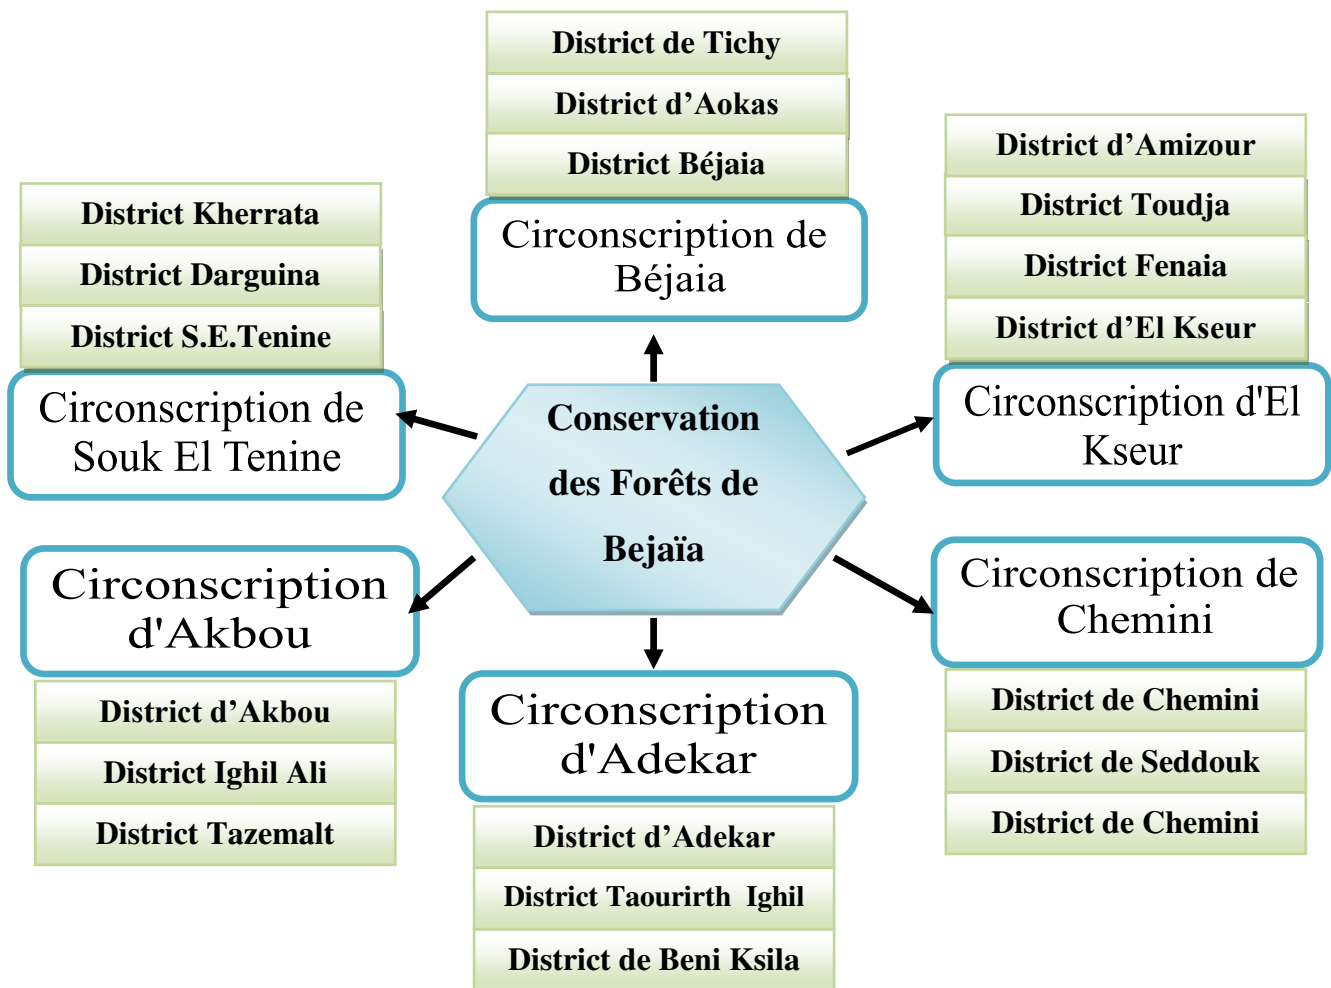 District de Tichy
District d’Aokas
District Béjaia
Circonscription de
Béjaia
District d’Amizour
District Toudja
District Fenaia
District d’El Kseur
Circonscription d'El
Kseur
District Kherrata
District Darguina
District S.E.Tenine
Circonscription de
Souk El Tenine
Conservation
des Forêts de
Bejaïa
Circonscription
d'Akbou
District d’Akbou
District Ighil Ali
District Tazemalt
Circonscription
d'Adekar
District d’Adekar
District Taourirth Ighil
District de Beni Ksila
Circonscription de
Chemini
District de Chemini
District de Seddouk
District de Chemini